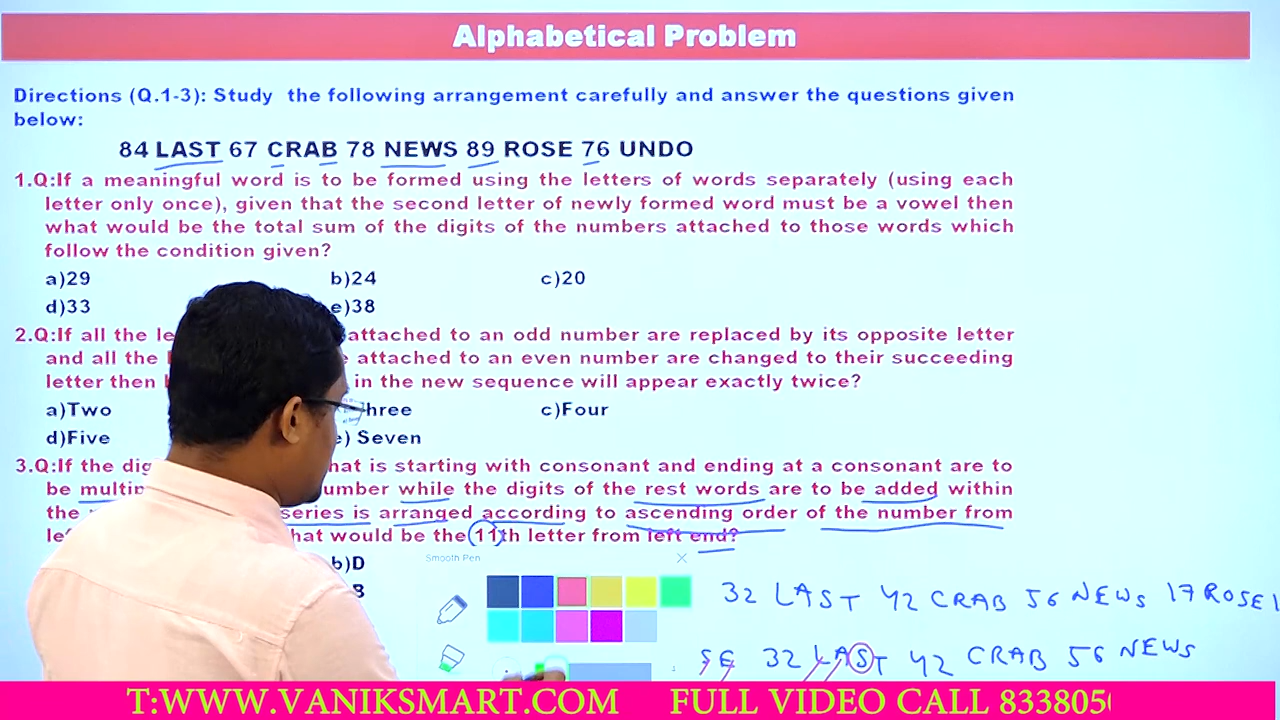 Alphabetical Problem
Directions (Q.1-3): Study the following arrangement carefully and answer the questions given
below:
84 LAST 67 CRAB 78 NEWS 89 ROSE 76 UNDO
1.Q:If a meaningful word is to be formed using the letters of words separately (using each
letter only once), given that the second letter of newly formed word must be a vowel then
what would be the total sum of the digits of the numbers attached to those words which
follow the condition given?
a)29 b)24 c)20
d)33 e)38
2.Q:If all the attached to an odd number are replaced by its opposite letter
and all the attached to an even number are changed to their succeeding
letter then in the new sequence will appear exactly twice?
a)Two c)Four
d)Five Seven
3.Q:If the is starting with consonant and ending at a consonant are to
be while the digits of the rest words are to be added within
the series is arranged according to ascending order of the number from
would be the 11th letter from left end?
b)D
B
Smooth Pen
32 LAST 42 CRAB 56 NEWS 17 ROSE
SE 32 LAST 42 CRAB 56 NEWS
T:WWW.VANIKSMART.COM FULL VIDEO CALL 833805